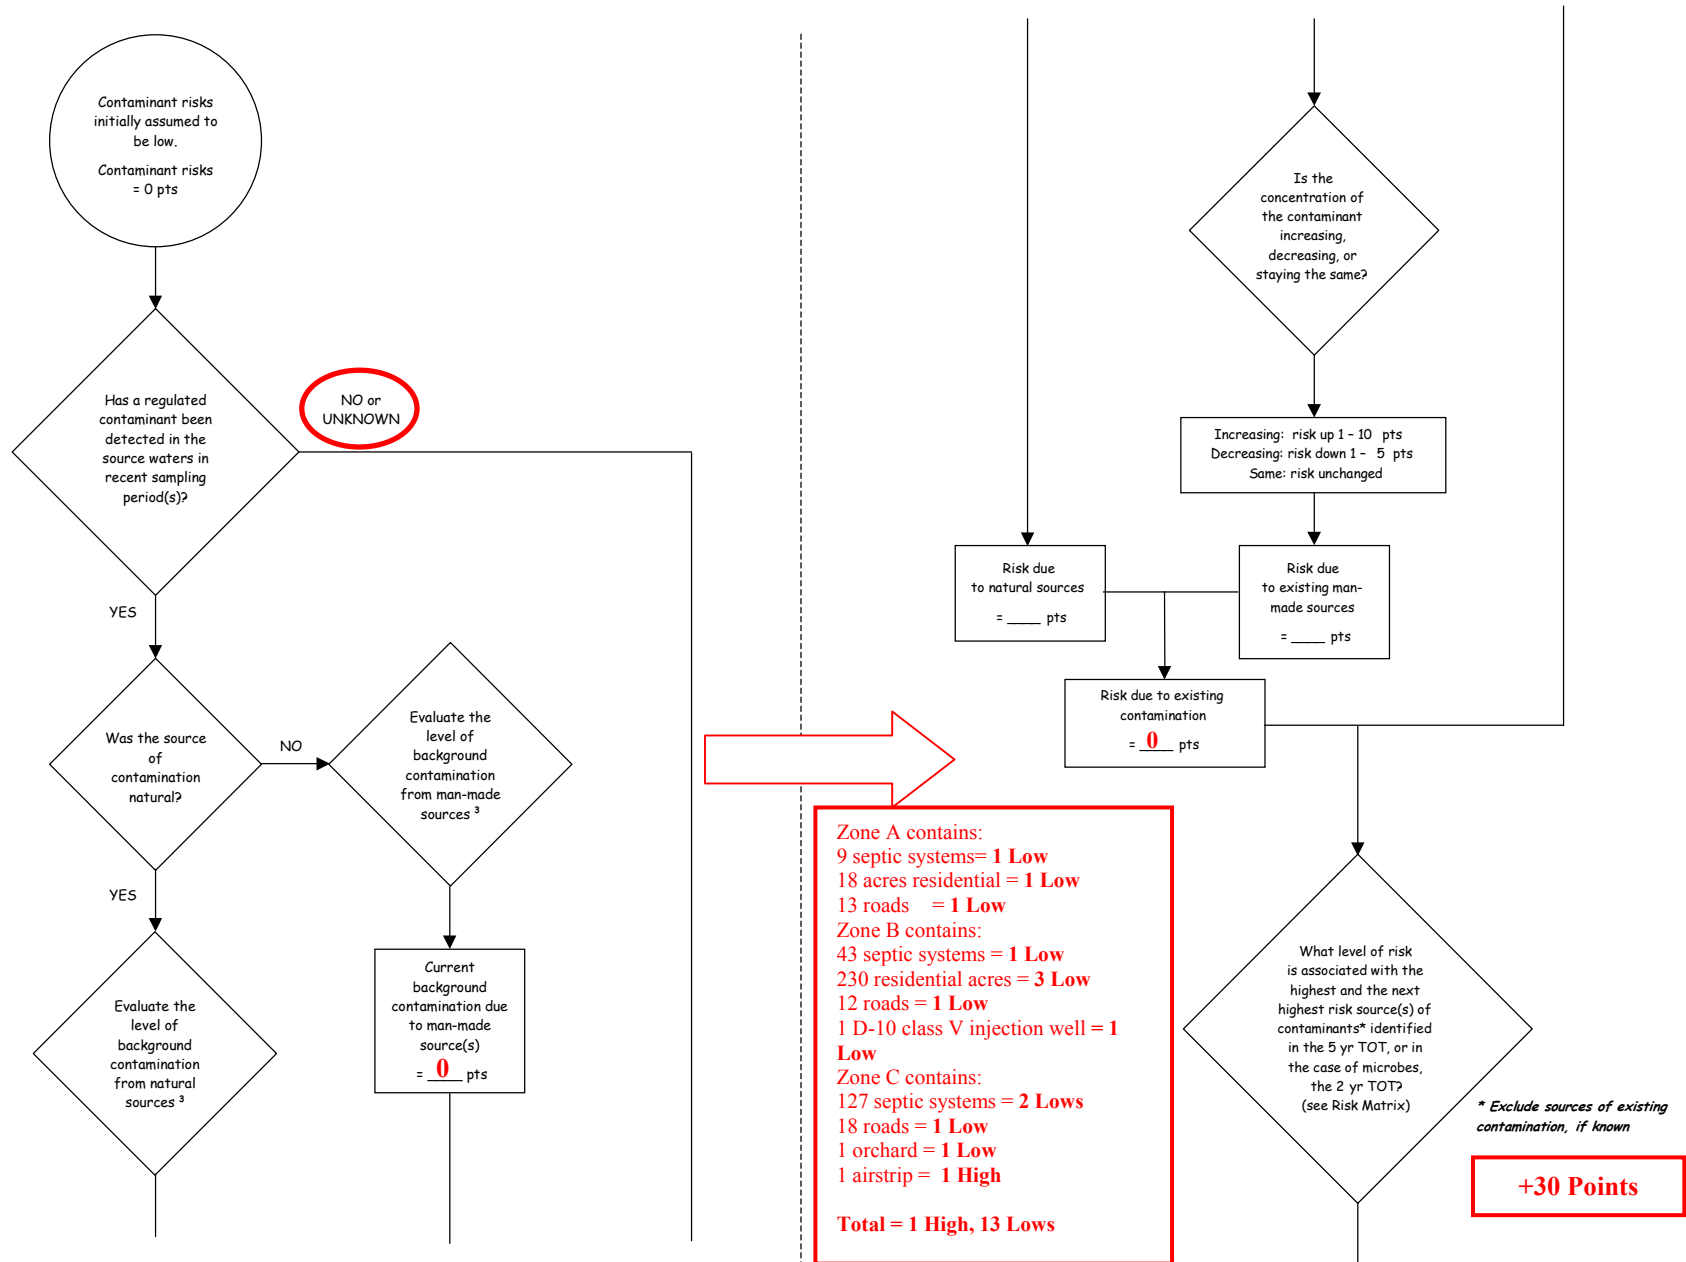 Contaminant risks
initially assumed to
be low.
Contaminant risks
= 0 pts
Has a regulated
contaminant been
detected in the
source waters in
recent sampling
period(s)?
NO or
UNKNOWN
YES
Was the source
of
contamination
natural?
NO
Evaluate the
level of
background
contamination
from man-made
sources ³
YES
Evaluate the
level of
background
contamination
from natural
sources ³
Current
background
contamination due
to man-made
source(s)
= __0__ pts
Is the
concentration of
the contaminant
increasing,
decreasing, or
staying the same?
Increasing: risk up 1 – 10 pts
Decreasing: risk down 1 – 5 pts
Same: risk unchanged
Risk due
to natural sources
= ____ pts
Risk due
to existing man-
made sources
= ____ pts
Risk due to existing
contamination
= __0__ pts
Zone A contains:
9 septic systems= 1 Low
18 acres residential = 1 Low
13 roads = 1 Low
Zone B contains:
43 septic systems = 1 Low
230 residential acres = 3 Low
12 roads = 1 Low
1 D-10 class V injection well = 1
Low
Zone C contains:
127 septic systems = 2 Lows
18 roads = 1 Low
1 orchard = 1 Low
1 airstrip = 1 High
Total = 1 High, 13 Lows
What level of risk
is associated with the
highest and the next
highest risk source(s) of
contaminants* identified
in the 5 yr TOT, or in
the case of microbes,
the 2 yr TOT?
(see Risk Matrix)
* Exclude sources of existing
contamination, if known
+30 Points